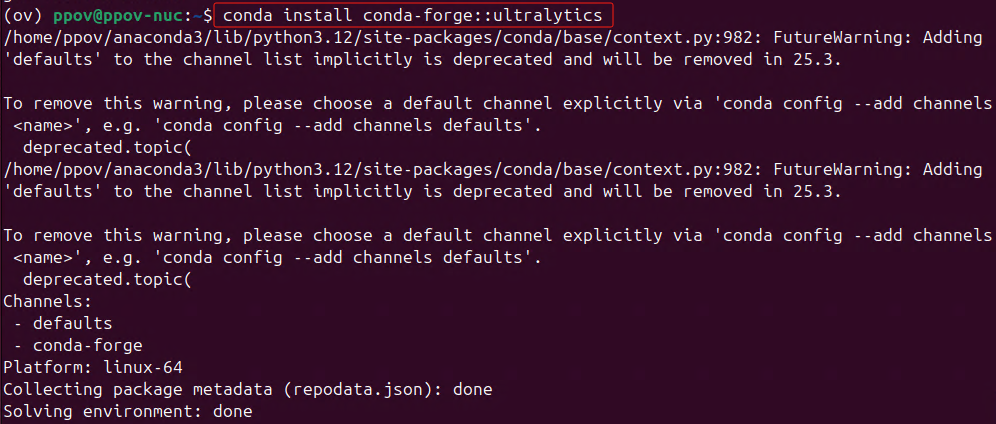 (ov) ppov@ppov-nuc:~$ conda install conda-forge::ultralytics
/home/ppov/anaconda3/lib/python3.12/site-packages/conda/base/context.py:982: FutureWarning: Adding
'defaults' to the channel list implicitly is deprecated and will be removed in 25.3.

To remove this warning, please choose a default channel explicitly via 'conda config --add channels
 <name>', e.g. 'conda config --add channels defaults'.
  deprecated.topic(
/home/ppov/anaconda3/lib/python3.12/site-packages/conda/base/context.py:982: FutureWarning: Adding
'defaults' to the channel list implicitly is deprecated and will be removed in 25.3.

To remove this warning, please choose a default channel explicitly via 'conda config --add channels
 <name>', e.g. 'conda config --add channels defaults'.
  deprecated.topic(
Channels:
 - defaults
 - conda-forge
Platform: linux-64
Collecting package metadata (repodata.json): done
Solving environment: done